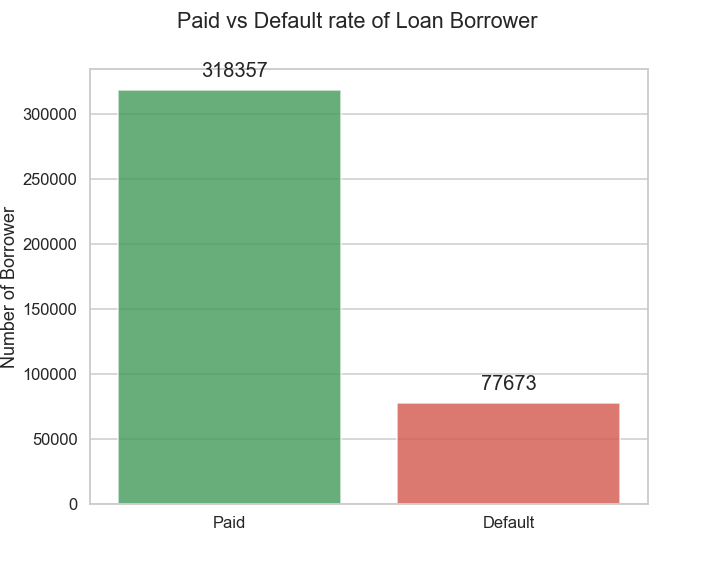 Paid vs Default rate of Loan Borrower
318357
300000
250000
200000
150000
100000
77673
50000
0
Number of Borrower
Paid
Default